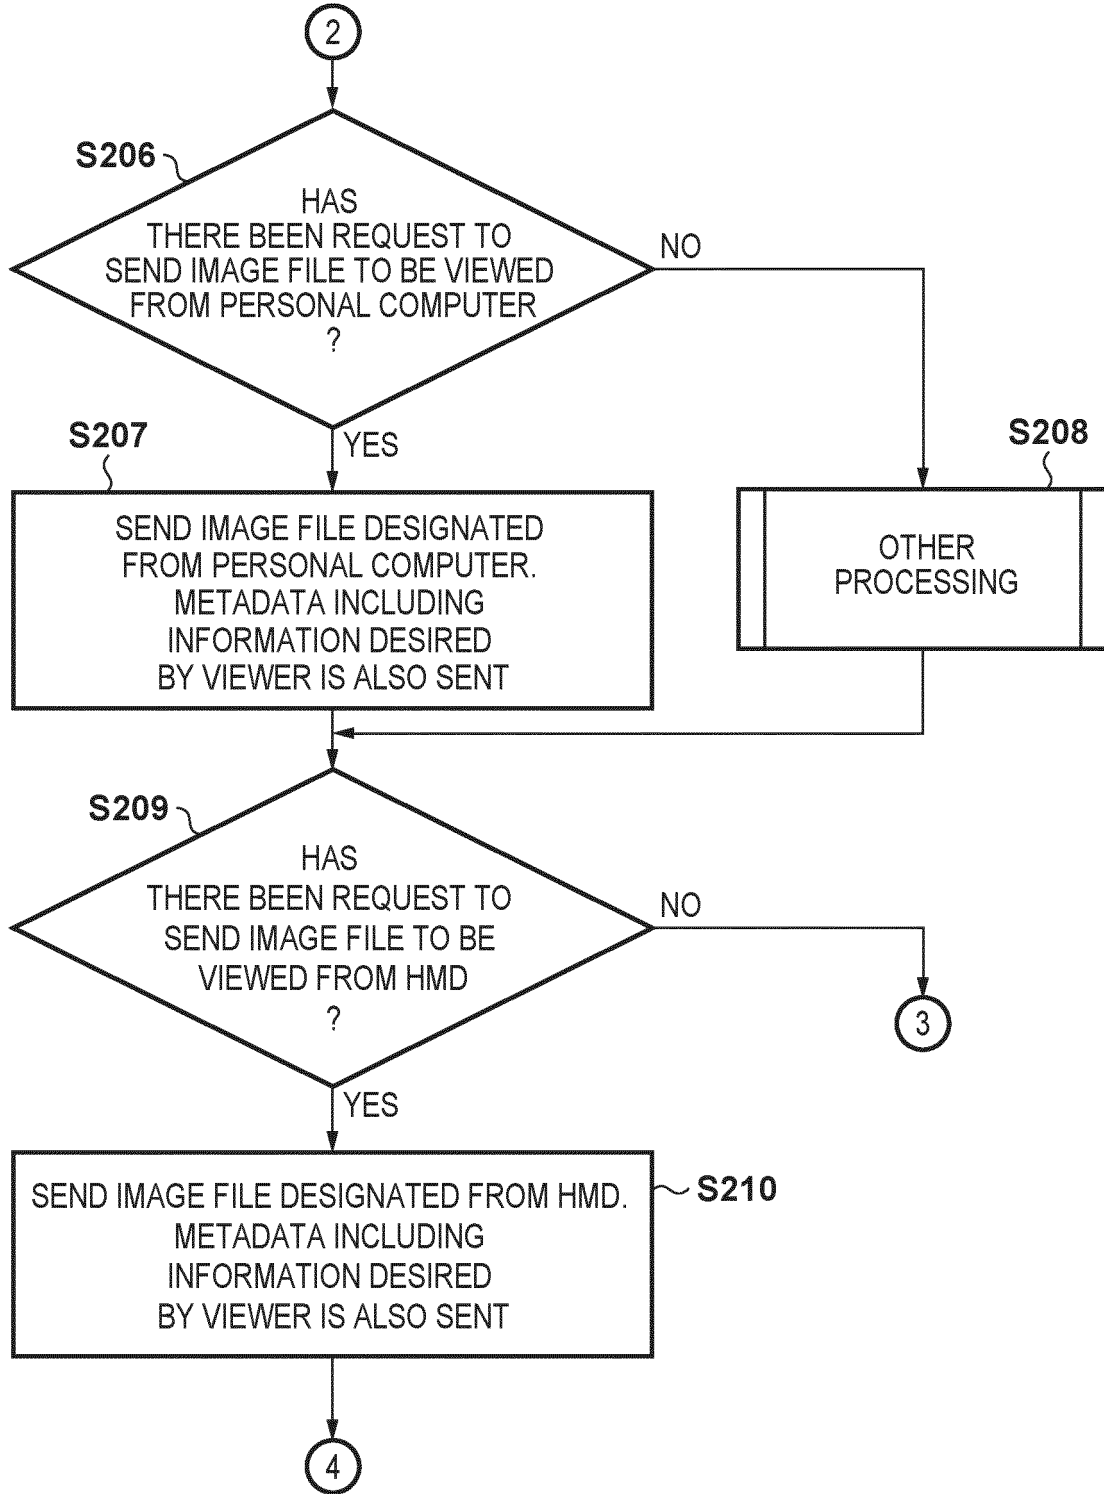 2
S206
HAS
THERE BEEN REQUEST TO
SEND IMAGE FILE TO BE VIEWED
FROM PERSONAL COMPUTER
?
NO
YES
S207
SEND IMAGE FILE DESIGNATED
FROM PERSONAL COMPUTER.
METADATA INCLUDING
INFORMATION DESIRED
BY VIEWER IS ALSO SENT
S208
OTHER
PROCESSING
S209
HAS
THERE BEEN REQUEST TO
SEND IMAGE FILE TO BE
VIEWED FROM HMD
?
NO
3
YES
S210
SEND IMAGE FILE DESIGNATED FROM HMD.
METADATA INCLUDING
INFORMATION DESIRED
BY VIEWER IS ALSO SENT
4